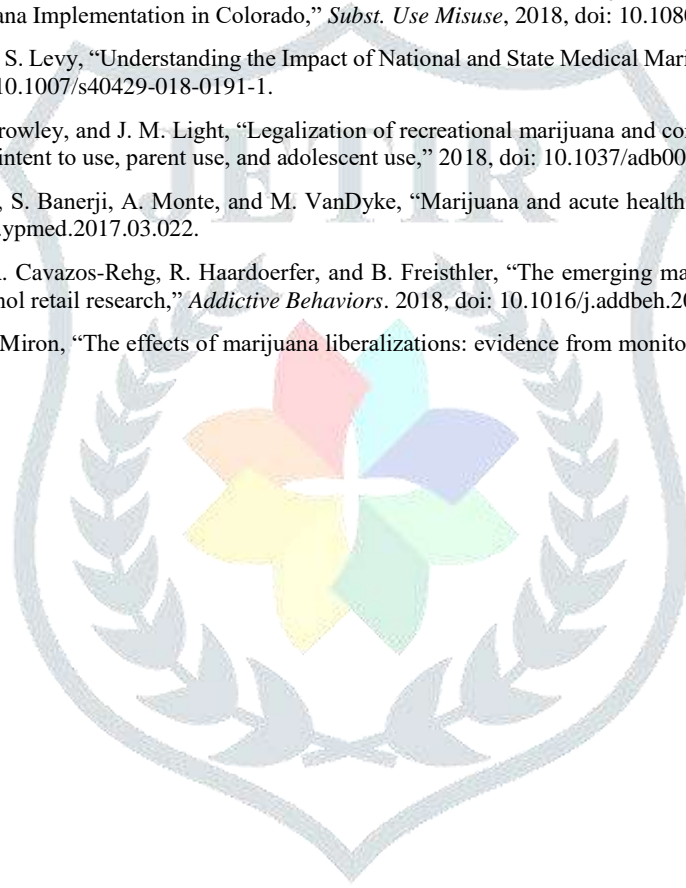 ana Implementation in Colorado,” Subst. Use Misuse, 2018, doi: 10.1080
S. Levy, “Understanding the Impact of National and State Medical Mari
10.1007/s40429-018-0191-1.
rowley, and J. M. Light, “Legalization of recreational marijuana and co
intent to use, parent use, and adolescent use,” 2018, doi: 10.1037/adb00
, S. Banerji, A. Monte, and M. VanDyke, “Marijuana and acute health
.ypmed.2017.03.022.
. Cavazos-Rehg, R. Haardoerfer, and B. Freisthler, “The emerging ma
nol retail research,” Addictive Behaviors. 2018, doi: 10.1016/j.addbeh.20
Miron, “The effects of marijuana liberalizations: evidence from monito
JETIR